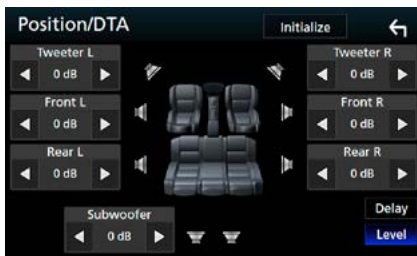 Position/DTA
Initialize
Tweeter L
0 dB
Tweeter R
0 dB
Front L
0 dB
Front R
0 dB
Rear L
0 dB
Rear R
0 dB
Subwoofer
0 dB
Delay
Level